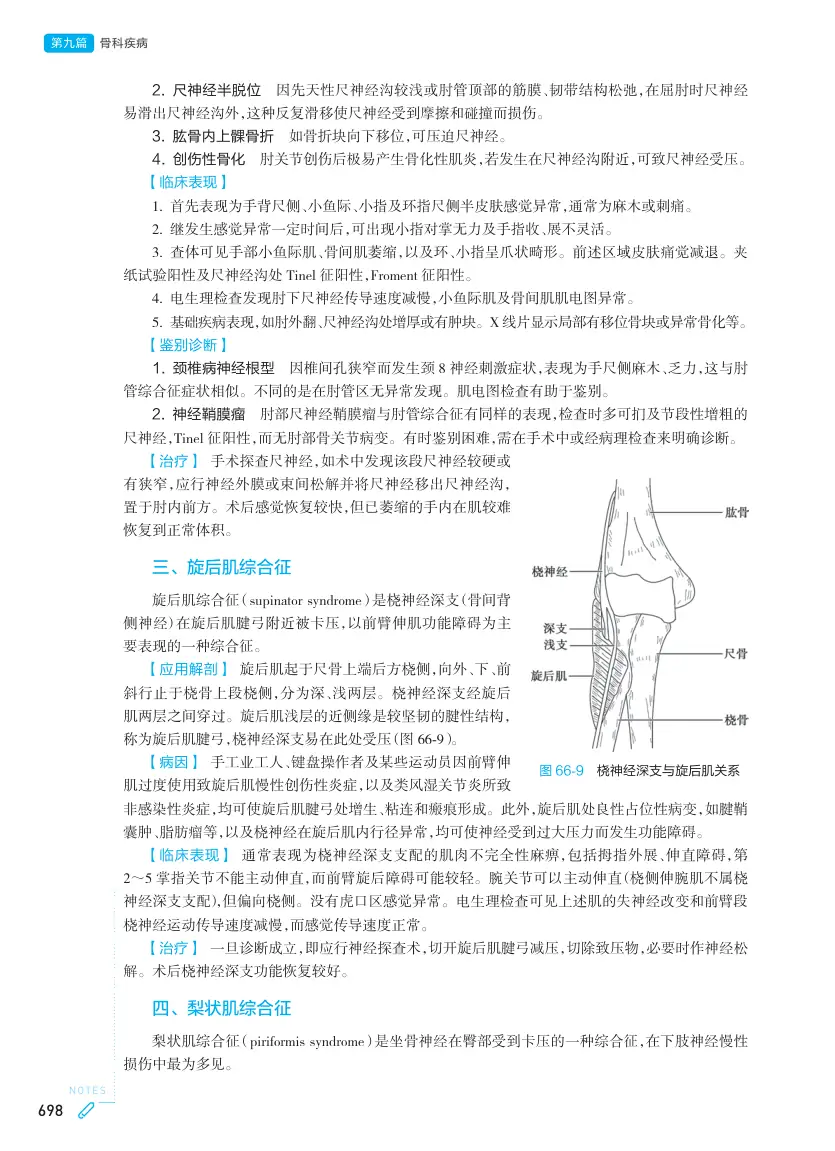 第九篇 骨科疾病
2. 尺神经半脱位 因先天性尺神经沟较浅或肘管顶部的筋膜、韧带结构松弛,在屈肘时尺神经
易滑出尺神经沟外,这种反复滑移使尺神经受到摩擦和碰撞而损伤。
3. 肱骨内上髁骨折 如骨折块向下移位,可压迫尺神经。
4. 创伤性骨化 肘关节创伤后极易产生骨化性肌炎,若发生在尺神经沟附近,可致尺神经受压。
【临床表现】
1. 首先表现为手背尺侧、小鱼际、小指及环指尺侧半皮肤感觉异常,通常为麻木或刺痛。
2. 继发生感觉异常一定时间后,可出现小指对掌无力及手指收、展不灵活。
3. 查体可见手部小鱼际肌、骨间肌萎缩,以及环、小指呈爪状畸形。前述区域皮肤痛觉减退。夹
纸试验阳性及尺神经沟处 Tinel 征阳性,Froment 征阳性。
4. 电生理检查发现肘下尺神经传导速度减慢,小鱼际肌及骨间肌肌电图异常。
5. 基础疾病表现,如肘外翻、尺神经沟处增厚或有肿块。X 线片显示局部有移位骨块或异常骨化等。
【鉴别诊断】
1. 颈椎病神经根型 因椎间孔狭窄而发生颈 8 神经刺激症状,表现为手尺侧麻木、乏力,这与肘
管综合征症状相似。不同的是在肘管区无异常发现。肌电图检查有助于鉴别。
2. 神经鞘膜瘤 肘部尺神经鞘膜瘤与肘管综合征有同样的表现,检查时多可扪及节段性增粗的
尺神经,Tinel 征阳性,而无肘部骨关节病变。有时鉴别困难,需在手术中或经病理检查来明确诊断。
【治疗】 手术探查尺神经,如术中发现该段尺神经较硬或
有狭窄,应行神经外膜或束间松解并将尺神经移出尺神经沟,
置于肘内前方。术后感觉恢复较快,但已萎缩的手内在肌较难
恢复到正常体积。
三、旋后肌综合征
旋后肌综合征(supinator syndrome)是桡神经深支(骨间背
侧神经)在旋后肌腱弓附近被卡压,以前臂伸肌功能障碍为主
要表现的一种综合征。
【应用解剖】 旋后肌起于尺骨上端后方桡侧,向外、下、前
斜行止于桡骨上段桡侧,分为深、浅两层。桡神经深支经旋后
肌两层之间穿过。旋后肌浅层的近侧缘是较坚韧的腱性结构,
称为旋后肌腱弓,桡神经深支易在此处受压(图 66-9)。
【病因】 手工业工人、键盘操作者及某些运动员因前臂伸
肌过度使用致旋后肌慢性创伤性炎症,以及类风湿关节炎所致
非感染性炎症,均可使旋后肌腱弓处增生、粘连和瘢痕形成。此外,旋后肌处良性占位性病变,如腱鞘
囊肿、脂肪瘤等,以及桡神经在旋后肌内行径异常,均可使神经受到过大压力而发生功能障碍。
肱骨
桡神经
深支
浅支
尺骨
旋后肌
桡骨
图 66-9 桡神经深支与旋后肌关系
【临床表现】 通常表现为桡神经深支支配的肌肉不完全性麻痹,包括拇指外展、伸直障碍,第
2～5 掌指关节不能主动伸直,而前臂旋后障碍可能较轻。腕关节可以主动伸直(桡侧伸腕肌不属桡
神经深支支配),但偏向桡侧。没有虎口区感觉异常。电生理检查可见上述肌的失神经改变和前臂段
桡神经运动传导速度减慢,而感觉传导速度正常。
【治疗】 一旦诊断成立,即应行神经探查术,切开旋后肌腱弓减压,切除致压物,必要时作神经松
解。术后桡神经深支功能恢复较好。
四、梨状肌综合征
梨状肌综合征(piriformis syndrome)是坐骨神经在臀部受到卡压的一种综合征,在下肢神经慢性
损伤中最为多见。
NOTES
698